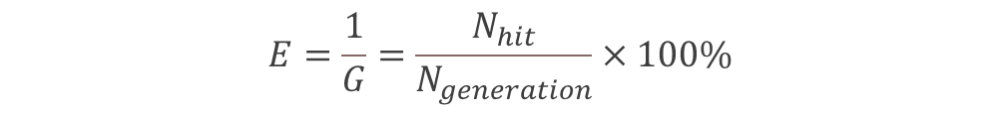 E = 1/G = N_hit/N_generation × 100%